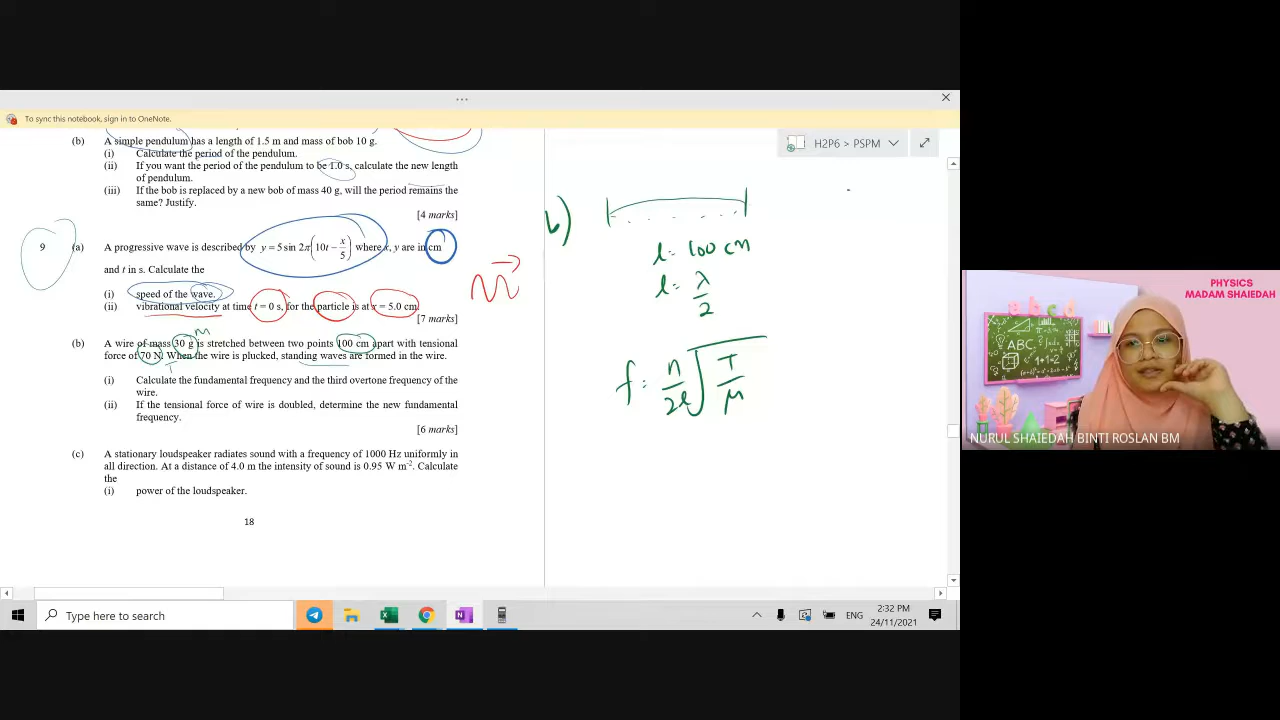 To sync this notebook, sign in to OneNote.
(b) A simple pendulum has a length of 1.5 m and mass of bob 10 g.
(i) Calculate the period of the pendulum.
(ii) If you want the period of the pendulum to be 1.0 s, calculate the new length
of pendulum.
(iii) If the bob is replaced by a new bob of mass 40 g, will the period remains the
same? Justify.
[4 marks]
9 (a) A progressive wave is described by y = 5 sin 2π(10t − x/5) where x, y are in cm
and t in s. Calculate the
(i) speed of the wave.
(ii) vibrational velocity at time t = 0 s, for the particle is at x = 5.0 cm.
[7 marks]
M
(b) A wire of mass 30 g is stretched between two points 100 cm apart with tensional
force of 70 N. When the wire is plucked, standing waves are formed in the wire.
T
(i) Calculate the fundamental frequency and the third overtone frequency of the
wire.
(ii) If the tensional force of wire is doubled, determine the new fundamental
frequency.
[6 marks]
(c) A stationary loudspeaker radiates sound with a frequency of 1000 Hz uniformly in
all direction. At a distance of 4.0 m the intensity of sound is 0.95 W m⁻². Calculate
the
(i) power of the loudspeaker.
18
H2P6 > PSPM
b)
l = 100 cm
l = λ/2
f = n/2l √T/μ
PHYSICS
MADAM SHAIEDAH
ABC
1+1=2
NURUL SHAIEDAH BINTI ROSLAN BM
Type here to search
ENG
2:32 PM
24/11/2021